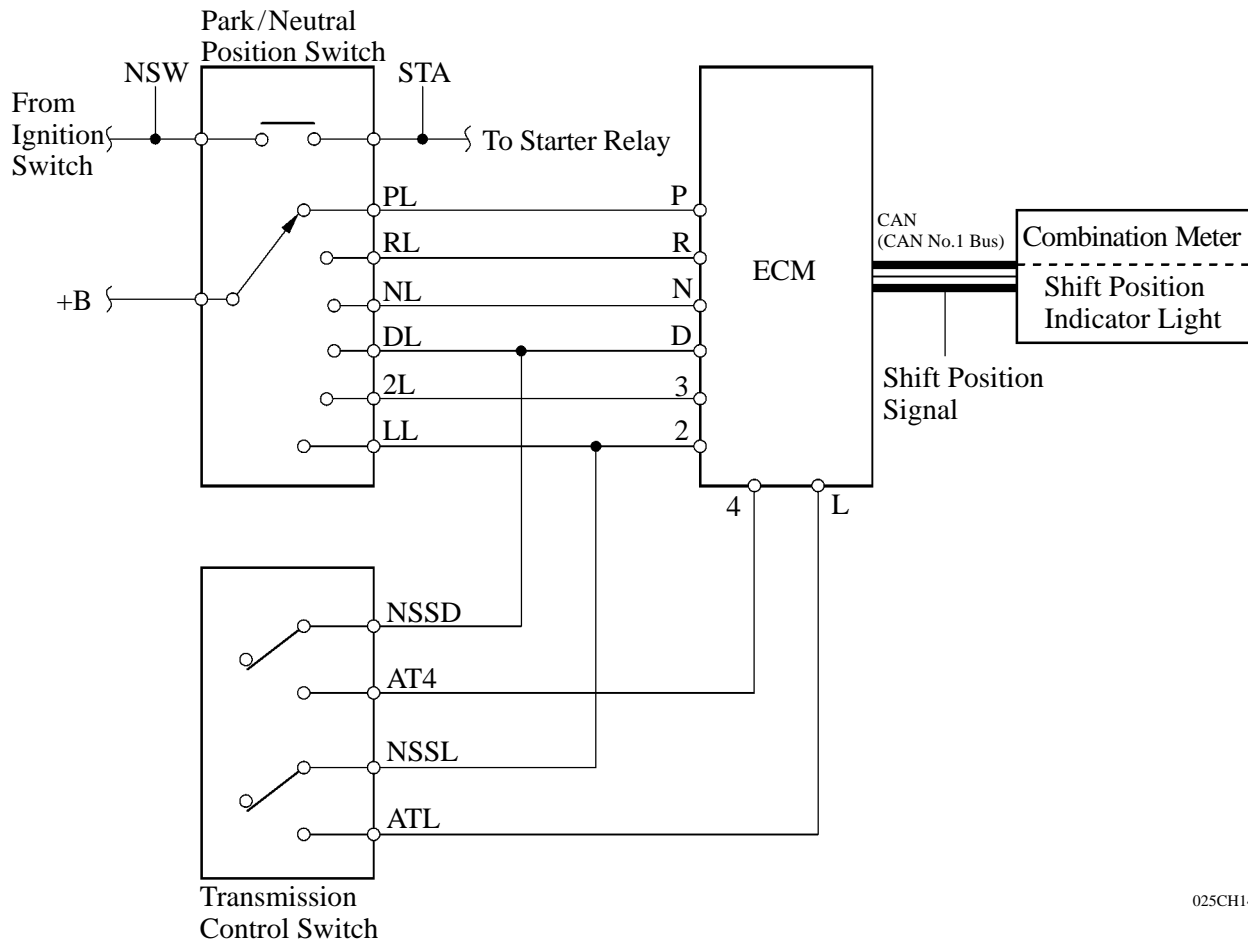 Park/Neutral
Position Switch
NSW
STA
From
Ignition
Switch
To Starter Relay
PL
P
RL
R
NL
N
DL
D
2L
3
LL
2
+B
ECM
4
L
CAN
(CAN No.1 Bus)
Combination Meter
Shift Position
Indicator Light
Shift Position
Signal
NSSD
AT4
NSSL
ATL
Transmission
Control Switch